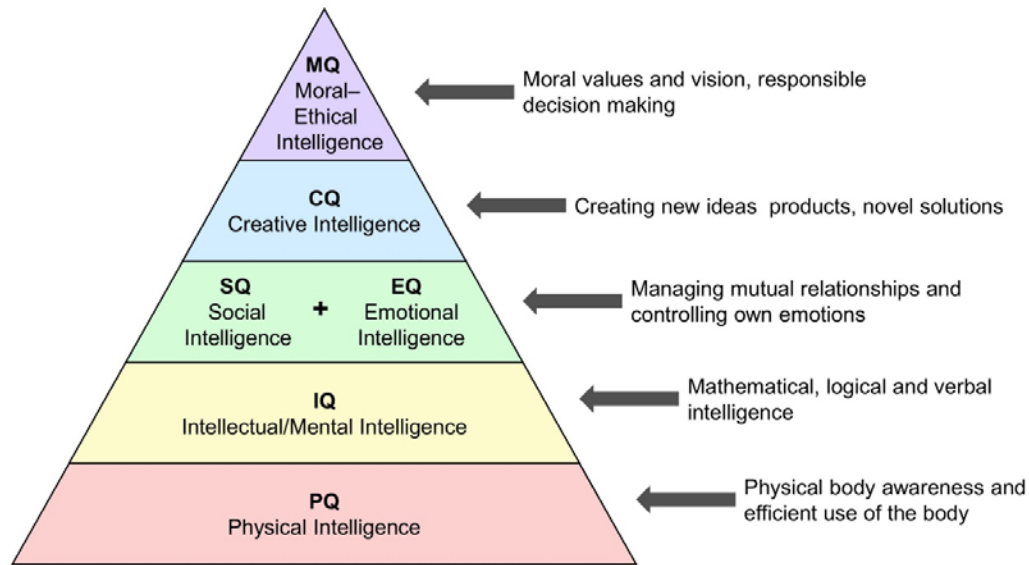 MQ
Moral–
Ethical
Intelligence
Moral values and vision, responsible
decision making
CQ
Creative Intelligence
Creating new ideas  products, novel solutions
SQ
Social
Intelligence
+
EQ
Emotional
Intelligence
Managing mutual relationships and
controlling own emotions
IQ
Intellectual/Mental Intelligence
Mathematical, logical and verbal
intelligence
PQ
Physical Intelligence
Physical body awareness and
efficient use of the body